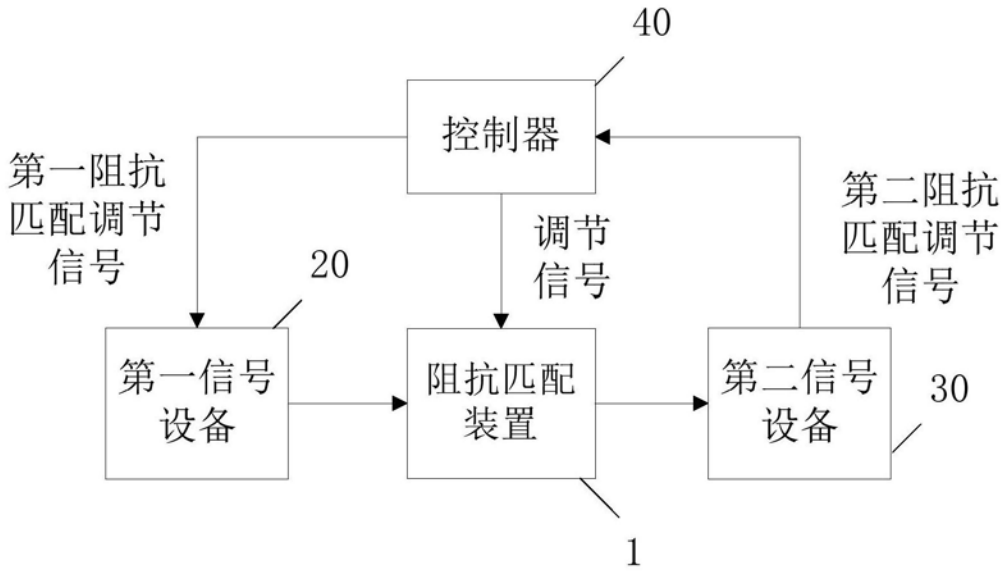 40
控制器
第一阻抗
匹配调节
信号
调节
信号
第二阻抗
匹配调节
信号
20
第一信号
设备
阻抗匹配
装置
第二信号
设备
30
1